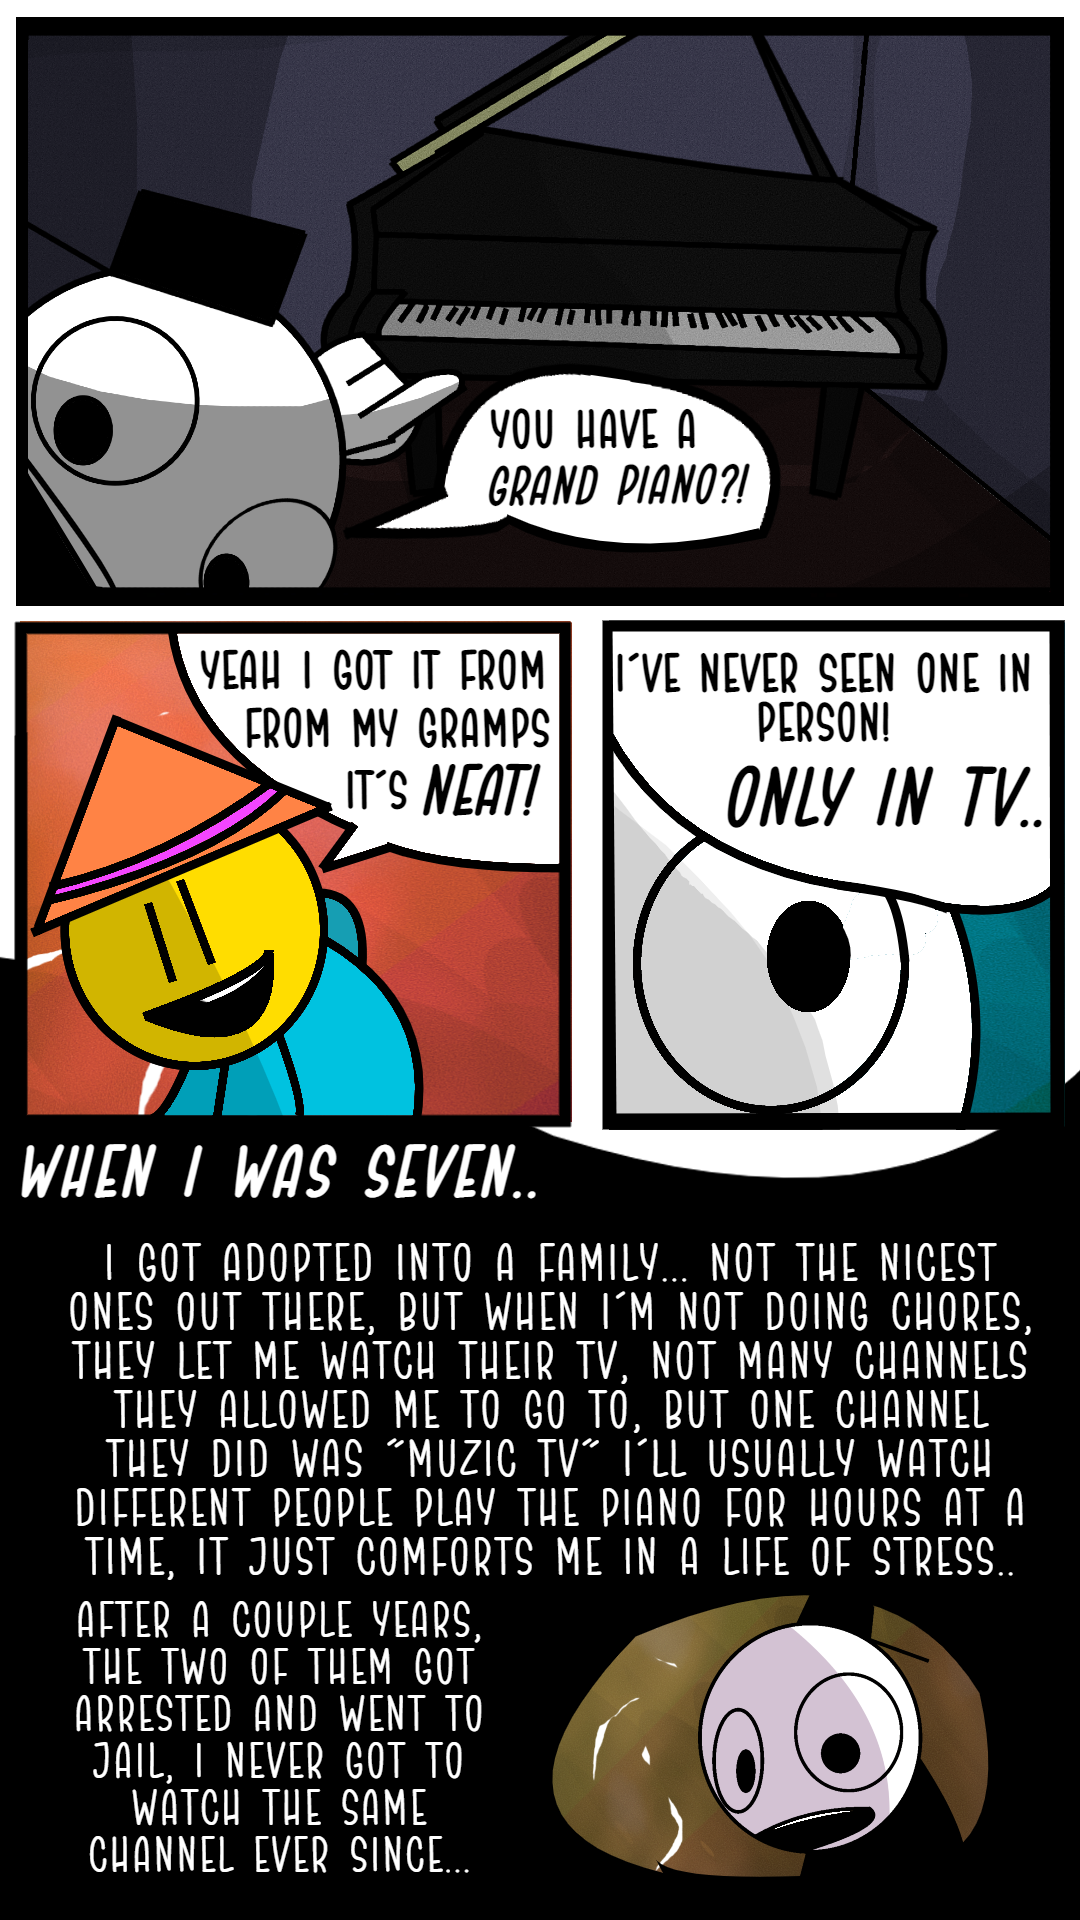 YOU HAVE A
GRAND PIANO?!
YEAH I GOT IT FROM
FROM MY GRAMPS
IT´S NEAT!
I´VE NEVER SEEN ONE IN
PERSON!
ONLY IN TV..
WHEN I WAS SEVEN..
I GOT ADOPTED INTO A FAMILY... NOT THE NICEST
ONES OUT THERE, BUT WHEN I´M NOT DOING CHORES,
THEY LET ME WATCH THEIR TV, NOT MANY CHANNELS
THEY ALLOWED ME TO GO TO, BUT ONE CHANNEL
THEY DID WAS "MUZIC TV" I´LL USUALLY WATCH
DIFFERENT PEOPLE PLAY THE PIANO FOR HOURS AT A
TIME, IT JUST COMFORTS ME IN A LIFE OF STRESS..
AFTER A COUPLE YEARS,
THE TWO OF THEM GOT
ARRESTED AND WENT TO
JAIL, I NEVER GOT TO
WATCH THE SAME
CHANNEL EVER SINCE...